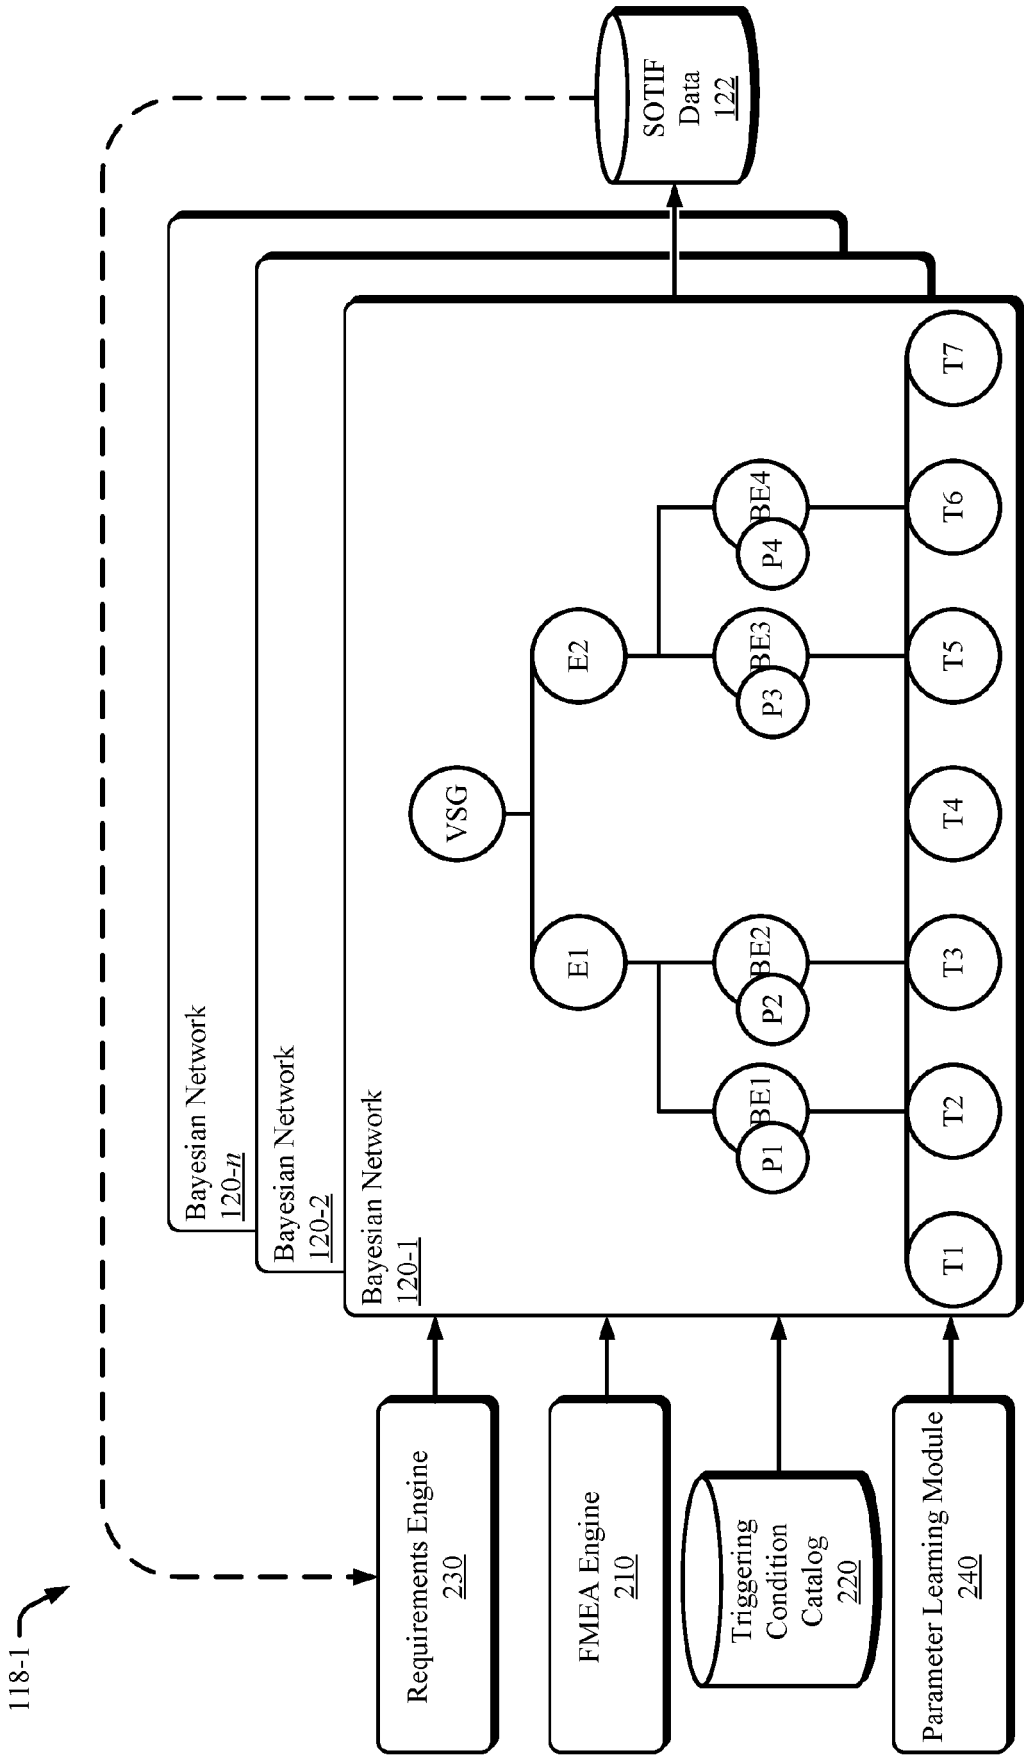 118-1
Requirements Engine
230
FMEA Engine
210
Triggering
Condition
Catalog
220
Parameter Learning Module
240
Bayesian Network
120-n
Bayesian Network
120-2
Bayesian Network
120-1
VSG
E1
E2
BE1
P1
BE2
P2
BE3
P3
BE4
P4
T1
T2
T3
T4
T5
T6
T7
SOTIF
Data
122